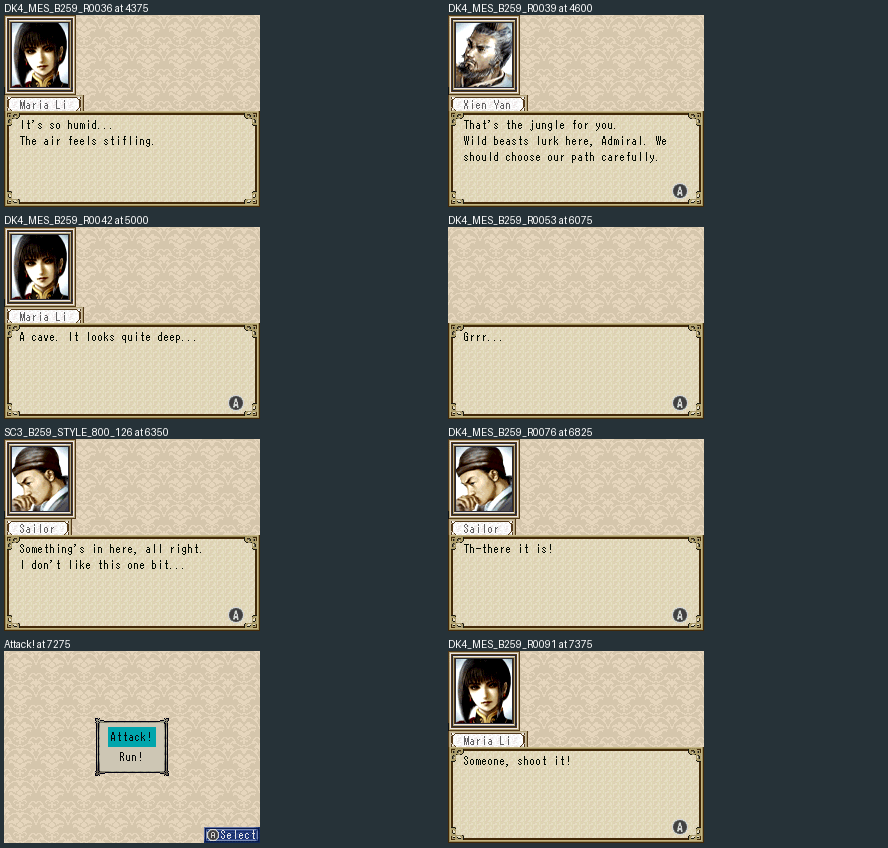 DK4_MES_B259_R0036 at 4375
Maria Li
It's so humid...
The air feels stifling.
DK4_MES_B259_R0039 at 4600
Xien Yan
That's the jungle for you.
Wild beasts lurk here, Admiral. We
should choose our path carefully.
A
DK4_MES_B259_R0042 at 5000
Maria Li
A cave. It looks quite deep...
A
DK4_MES_B259_R0053 at 6075
Grrr...
A
SC3_B259_STYLE_800_126 at 6350
Sailor
Something's in here, all right.
I don't like this one bit...
A
DK4_MES_B259_R0076 at 6825
Sailor
Th-there it is!
A
Attack! at 7275
Attack!
Run!
A Select
DK4_MES_B259_R0091 at 7375
Maria Li
Someone, shoot it!
A